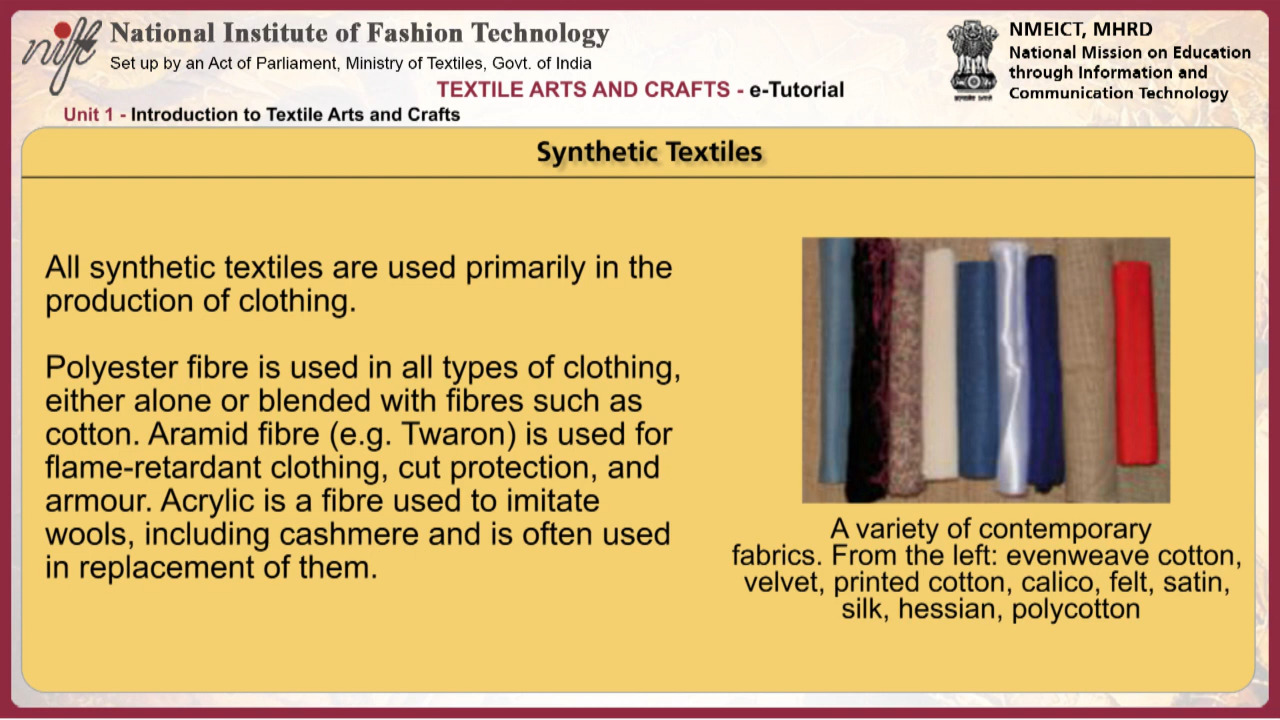 nift
National Institute of Fashion Technology
Set up by an Act of Parliament, Ministry of Textiles, Govt. of India
NMEICT, MHRD
National Mission on Education
through Information and
Communication Technology
TEXTILE ARTS AND CRAFTS - e-Tutorial
Unit 1 - Introduction to Textile Arts and Crafts
Synthetic Textiles
All synthetic textiles are used primarily in the
production of clothing.
Polyester fibre is used in all types of clothing,
either alone or blended with fibres such as
cotton. Aramid fibre (e.g. Twaron) is used for
flame-retardant clothing, cut protection, and
armour. Acrylic is a fibre used to imitate
wools, including cashmere and is often used
in replacement of them.
A variety of contemporary
fabrics. From the left: evenweave cotton,
velvet, printed cotton, calico, felt, satin,
silk, hessian, polycotton